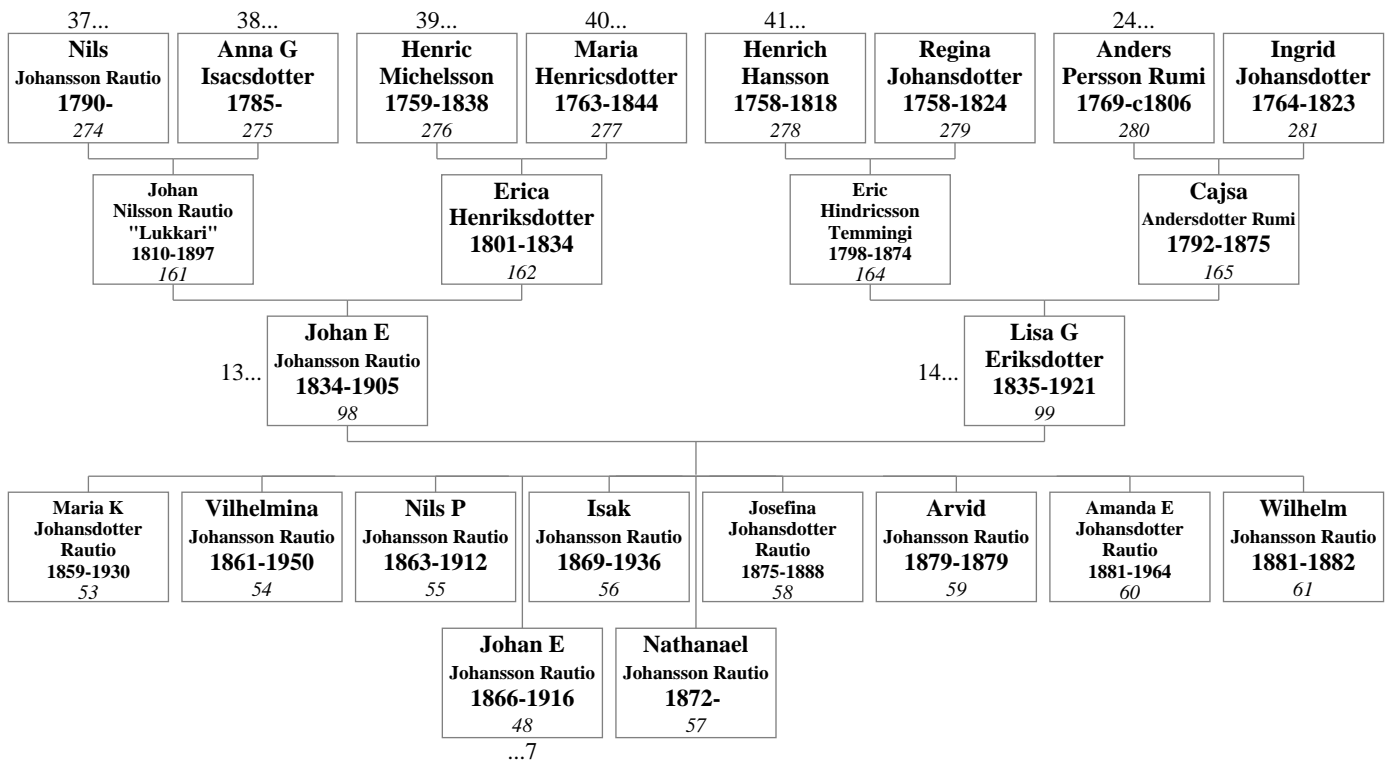 37...
38...
39...
40...
41...
24...
Nils
Johansson Rautio
1790-
274
Anna G
Isacsdotter
1785-
275
Henric
Michelsson
1759-1838
276
Maria
Henricsdotter
1763-1844
277
Henrich
Hansson
1758-1818
278
Regina
Johansdotter
1758-1824
279
Anders
Persson Rumi
1769-c1806
280
Ingrid
Johansdotter
1764-1823
281
Johan
Nilsson Rautio
"Lukkari"
1810-1897
161
Erica
Henriksdotter
1801-1834
162
Eric
Hindricsson
Temmingi
1798-1874
164
Cajsa
Andersdotter Rumi
1792-1875
165
13...
Johan E
Johansson Rautio
1834-1905
98
14...
Lisa G
Eriksdotter
1835-1921
99
Maria K
Johansdotter
Rautio
1859-1930
53
Vilhelmina
Johansson Rautio
1861-1950
54
Nils P
Johansson Rautio
1863-1912
55
Isak
Johansson Rautio
1869-1936
56
Josefina
Johansdotter
Rautio
1875-1888
58
Arvid
Johansson Rautio
1879-1879
59
Amanda E
Johansdotter
Rautio
1881-1964
60
Wilhelm
Johansson Rautio
1881-1882
61
Johan E
Johansson Rautio
1866-1916
48
Nathanael
Johansson Rautio
1872-
57
...7